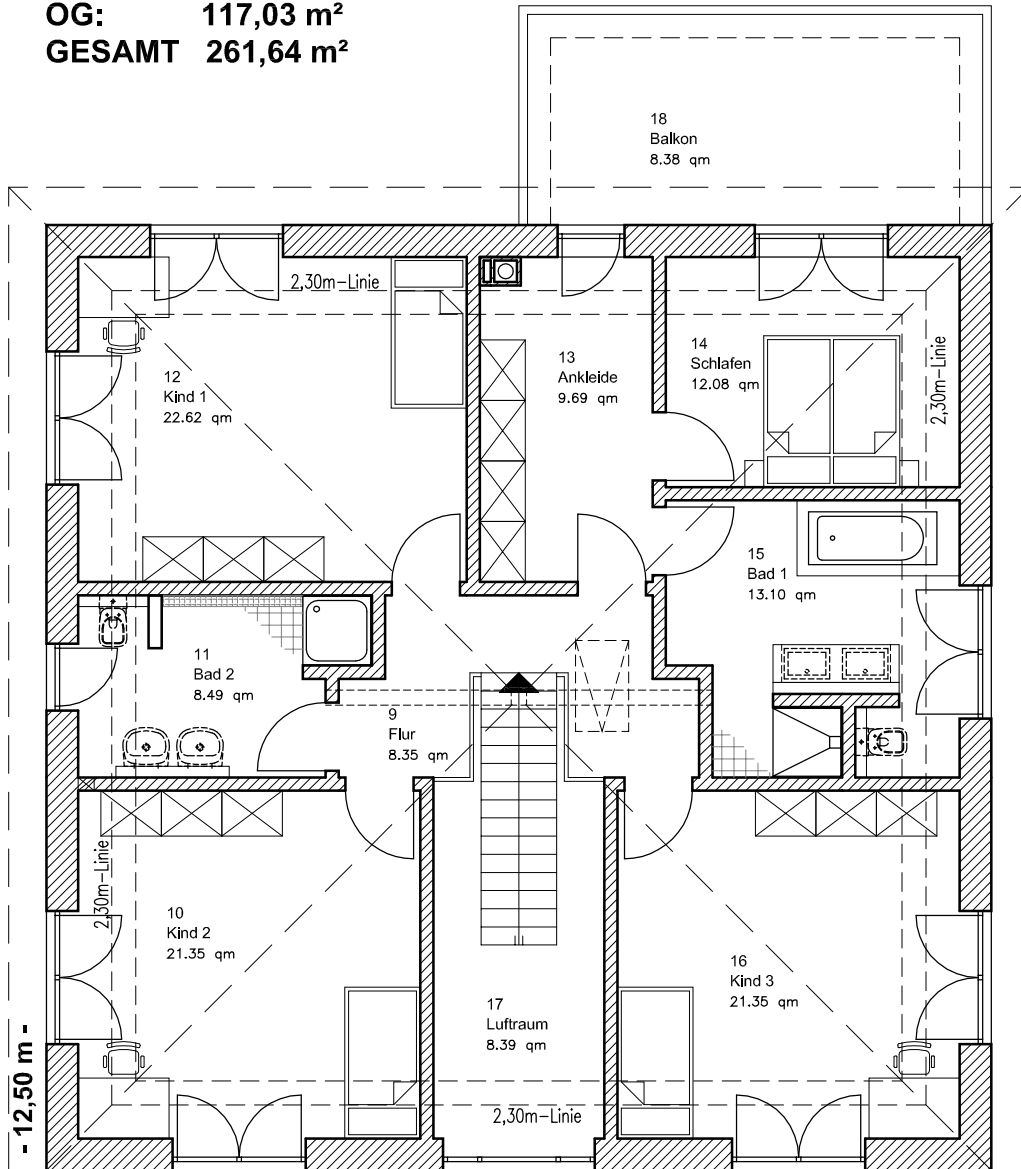 OG: 117,03 m²
GESAMT 261,64 m²
18
Balkon
8.38 qm
2,30m-Linie
12
Kind 1
22.62 qm
13
Ankleide
9.69 qm
14
Schlafen
12.08 qm
2,30m-Linie
15
Bad 1
13.10 qm
11
Bad 2
8.49 qm
9
Flur
8.35 qm
2,30m-Linie
10
Kind 2
21.35 qm
16
Kind 3
21.35 qm
17
Luftraum
8.39 qm
2,30m-Linie
- 12,50 m -